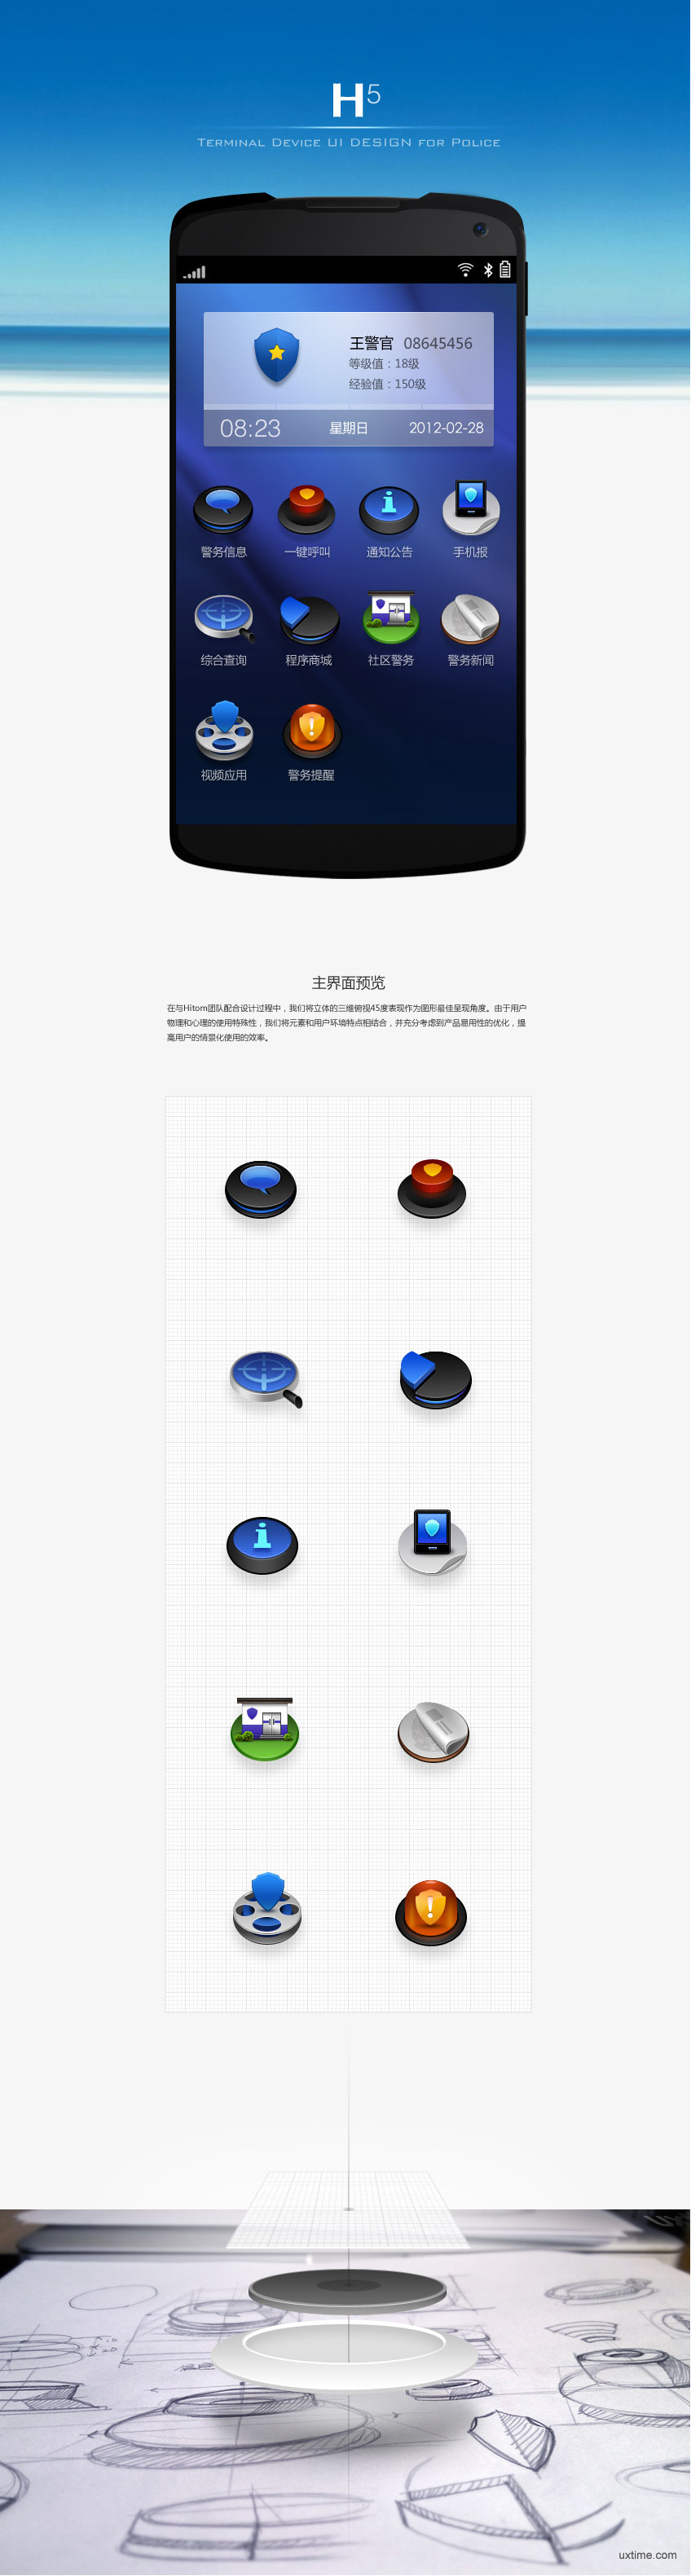 H5
TERMINAL DEVICE UI DESIGN FOR POLICE
王警官 08645456
等级值：18级
经验值：150级
08:23 星期日 2012-02-28
警务信息 一键呼叫 通知公告 手机报
综合查询 程序商城 社区警务 警务新闻
视频应用 警务提醒
主界面预览
在与Hitom团队配合设计过程中，我们将立体的三维俯视45度表现作为图形最佳呈现角度。由于用户
物理和心理的使用特殊性，我们将元素和用户环境特点相结合，并充分考虑到产品易用性的优化，提
高用户的情景化使用的效率。
uxtime.com